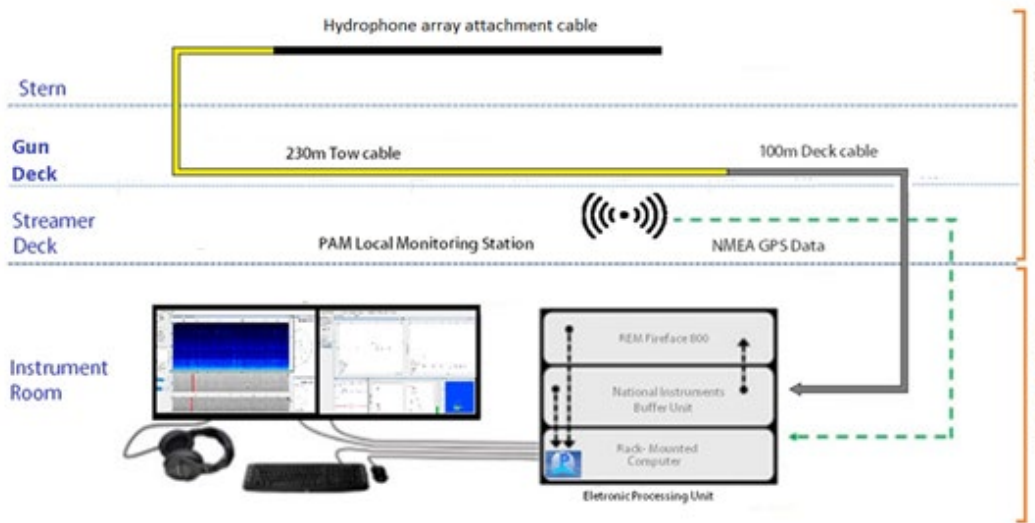 Hydrophone array attachment cable
Stern
Gun
Deck
230m Tow cable
100m Deck cable
Streamer
Deck
PAM Local Monitoring Station
NMEA GPS Data
Instrument
Room
REM Fireface 800
National Instruments
Buffer Unit
Rack- Mounted
Computer
P
Eletronic Processing Unit